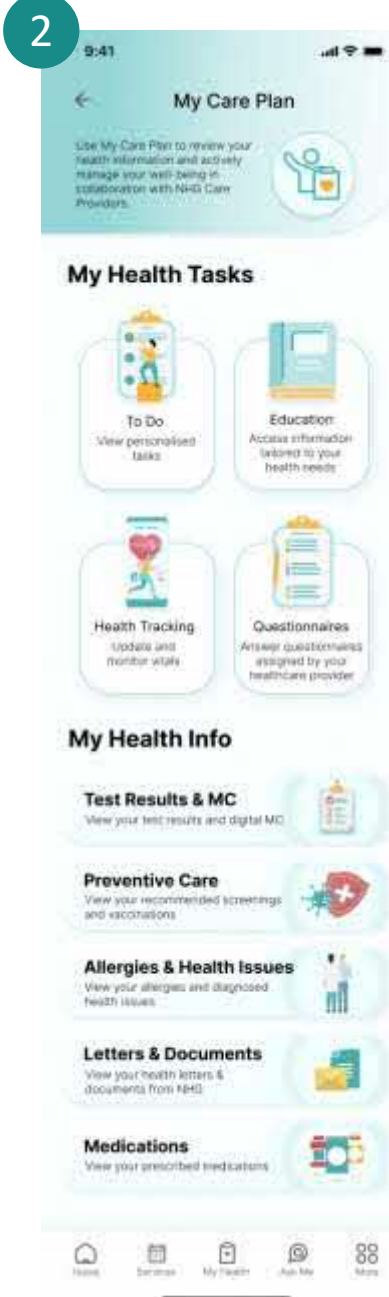 2
9:41
My Care Plan
Use My Care Plan to review your
health information and actively
manage your well-being in
collaboration with NHG Care
Providers.
My Health Tasks
To Do
View personalised
tasks
Education
Access information
tailored to your
health needs
Health Tracking
Update and
monitor vitals
Questionnaires
Answer questionnaires
assigned by your
healthcare provider
My Health Info
Test Results & MC
View your test results and digital MC
Preventive Care
View your recommended screenings
and vaccinations
Allergies & Health Issues
View your allergies and diagnosed
health issues
Letters & Documents
View your health letters &
documents from NHG
Medications
View your prescribed medications
Home Services My Health Ask Me More